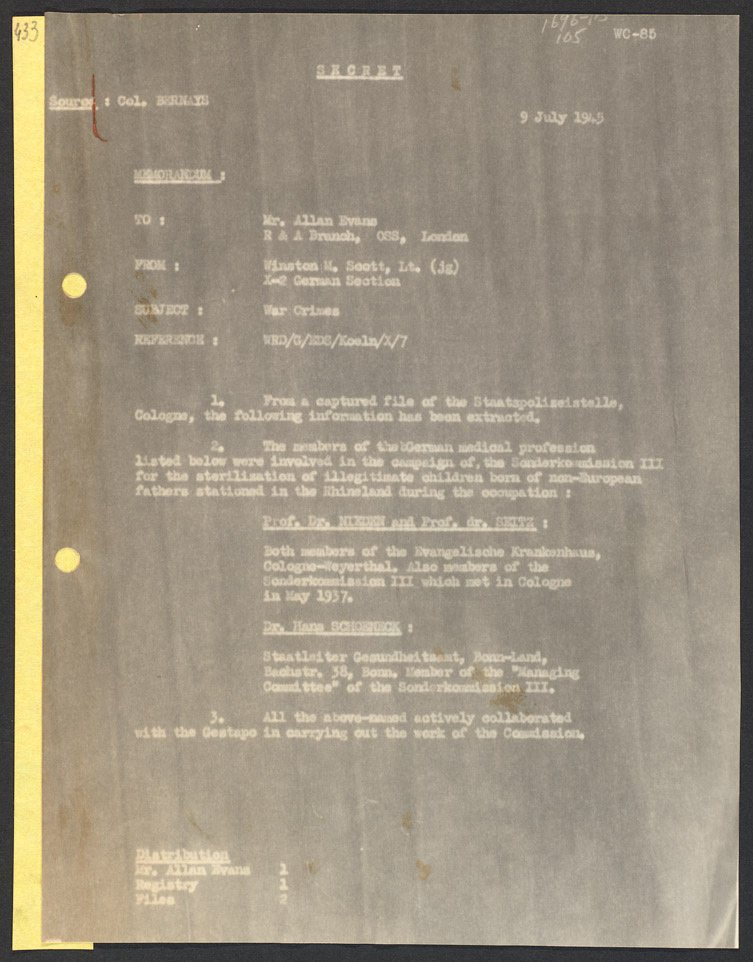 433
105
WC-85
SECRET
Source : Col. BERNAYS
9 July 1945
MEMORANDUM :
TO : Mr. Allan Evans
R & A Branch, OSS, London
FROM : Winston M. Scott, Lt. (jg)
X-2 German Section
SUBJECT : War Crimes
REFERENCE : WRD/G/EDS/Koeln/X/7
1. From a captured file of the Staatspolizeistelle,
Cologne, the following information has been extracted.
2. The members of thebGerman medical profession
listed below were involved in the campaign of, the Sonderkommission III
for the sterilisation of illegitimate children born of non-European
fathers stationed in the Rhineland during the occupation :
Prof. Dr. NIEDEN and Prof. dr. SEITZ :
Both members of the Evangelische Krankenhaus,
Cologne-Weyerthal. Also members of the
Sonderkommission III which met in Cologne
in May 1937.
Dr. Hans SCHOENECK :
Staatleiter Gesundheitsamt, Bonn-Land,
Bachstr. 38, Bonn. Member of the "Managing
Committee" of the Sonderkommission III.
3. All the above-named actively collaborated
with the Gestapo in carrying out the work of the Commission.
Distribution
Mr. Allan Evans 1
Registry 1
Files 2